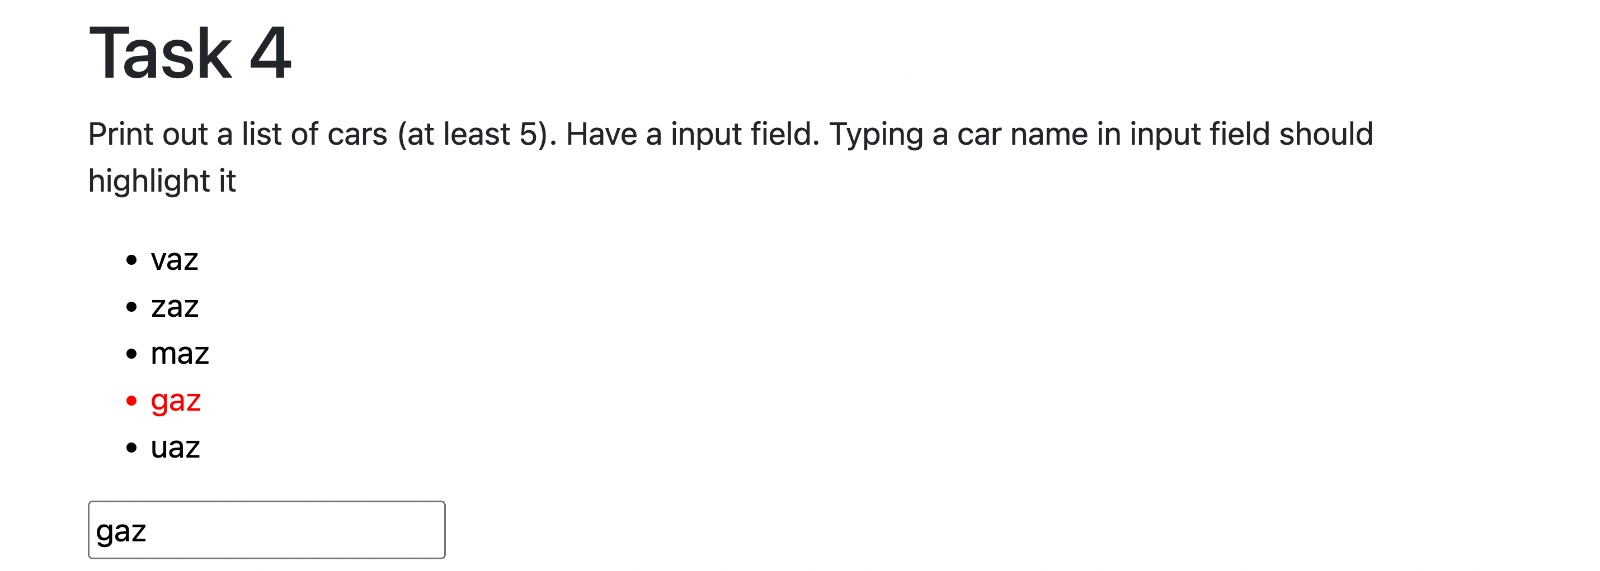 Task 4
Print out a list of cars (at least 5). Have a input field. Typing a car name in input field should
highlight it
• vaz
• zaz
• maz
• gaz
• uaz
gaz